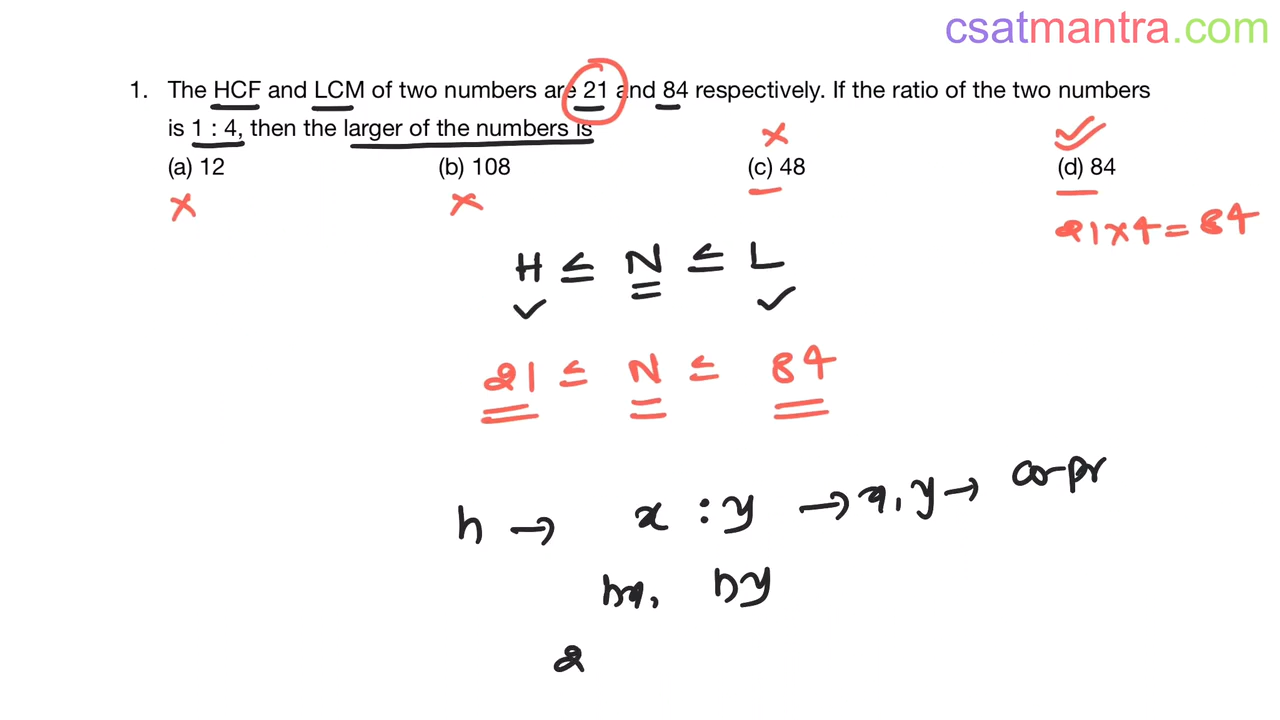 csatmantra.com
1. The HCF and LCM of two numbers are 21 and 84 respectively. If the ratio of the two numbers
is 1 : 4, then the larger of the numbers is
(a) 12 (b) 108 (c) 48 (d) 84
21x4=84
H ≤ N ≤ L
21 ≤ N ≤ 84
h → x : y → x, y → co-pr
hx, hy
2